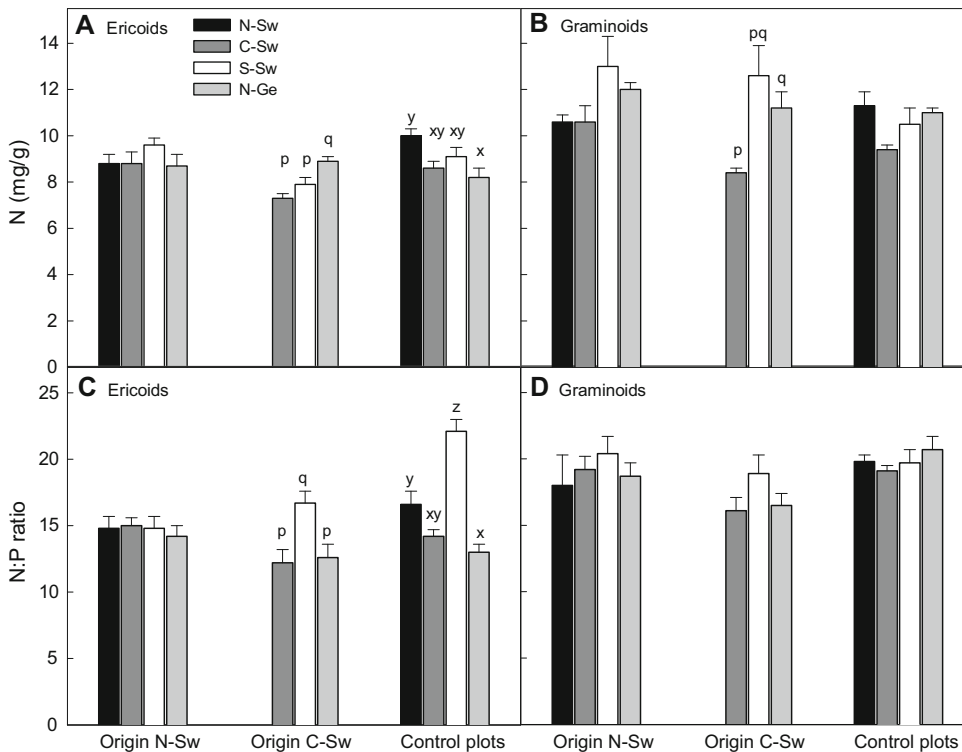 A Ericoids
N-Sw
C-Sw
S-Sw
N-Ge
B Graminoids
N (mg/g)
14
12
10
8
6
4
2
0
p p q
y xy xy x
p pq q
C Ericoids
D Graminoids
N:P ratio
25
20
15
10
5
0
p q p
y xy z x
Origin N-Sw Origin C-Sw Control plots
Origin N-Sw Origin C-Sw Control plots